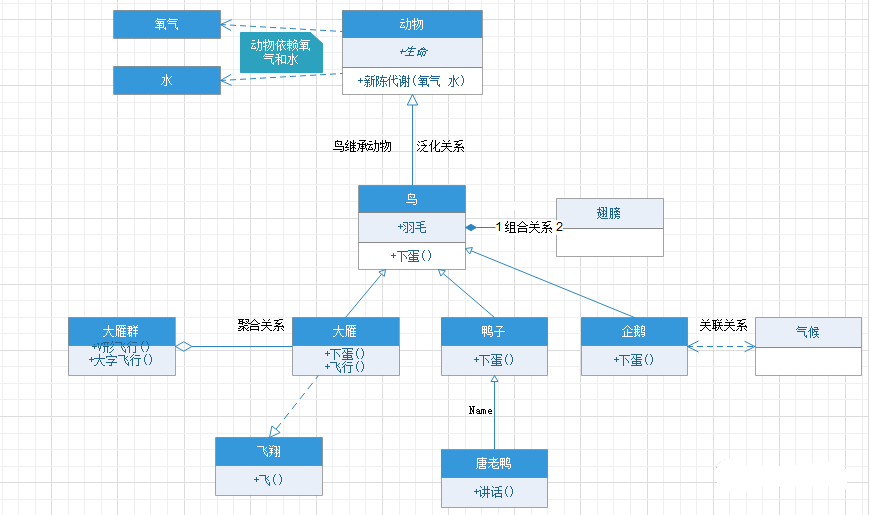 氧气
动物
动物依赖氧
气和水
+生命
水
+新陈代谢(氧气 水)
鸟继承动物
泛化关系
鸟
+羽毛
1 组合关系 2
翅膀
+下蛋()
大雁群
+V形飞行()
+大字飞行()
聚合关系
大雁
+下蛋()
+飞行()
鸭子
+下蛋()
企鹅
+下蛋()
关联关系
气候
Name
飞翔
+飞()
唐老鸭
+讲话()